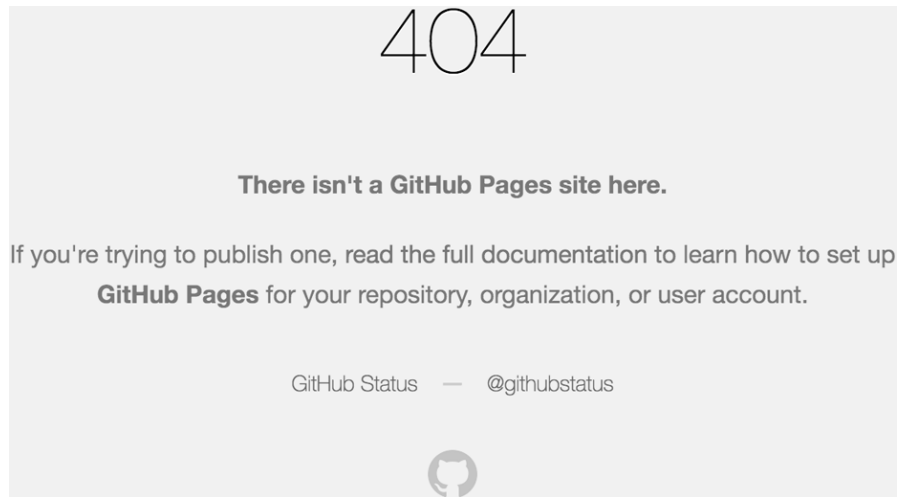 404
There isn't a GitHub Pages site here.
If you're trying to publish one, read the full documentation to learn how to set up
GitHub Pages for your repository, organization, or user account.
GitHub Status — @githubstatus